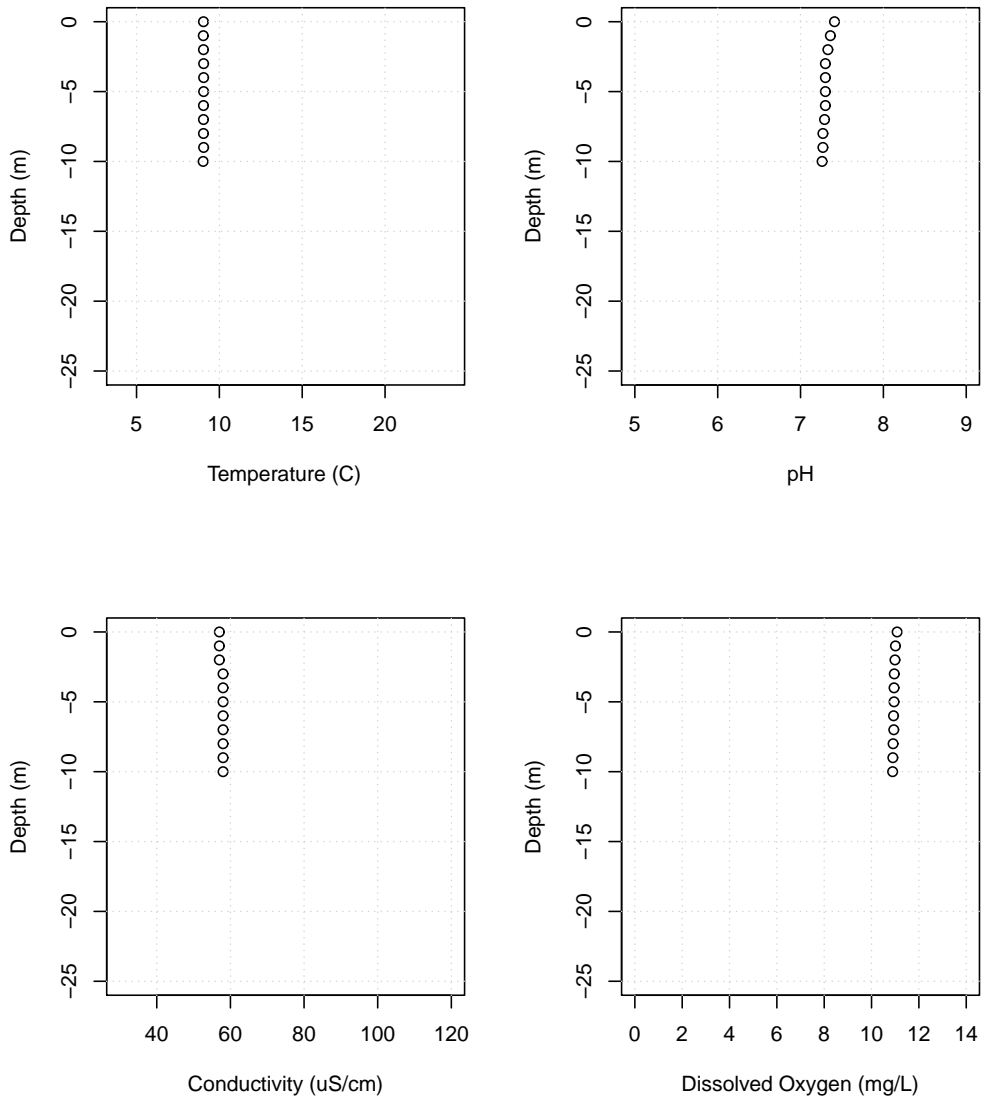 0
−5
−10
−15
−20
−25
Depth (m)
5 10 15 20
Temperature (C)
0
−5
−10
−15
−20
−25
Depth (m)
5 6 7 8 9
pH
0
−5
−10
−15
−20
−25
Depth (m)
40 60 80 100 120
Conductivity (uS/cm)
0
−5
−10
−15
−20
−25
Depth (m)
0 2 4 6 8 10 12 14
Dissolved Oxygen (mg/L)